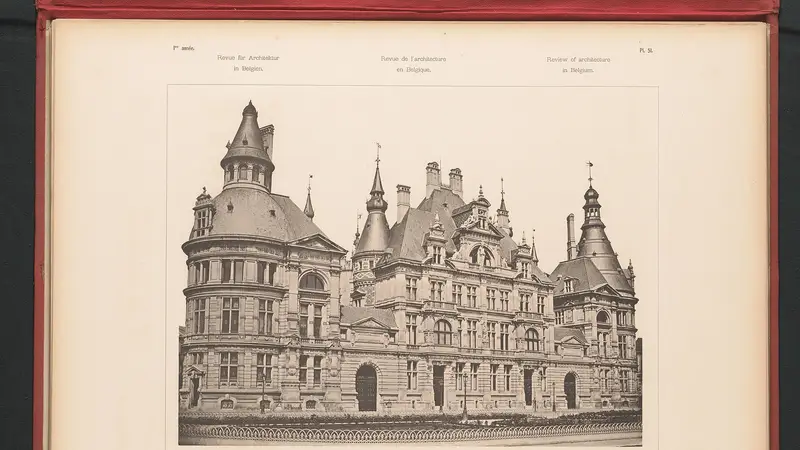 1re année.
Pl. 51.
Revue für Architektur
in Belgien.
Revue de l'architecture
en Belgique.
Review of architecture
in Belgium.